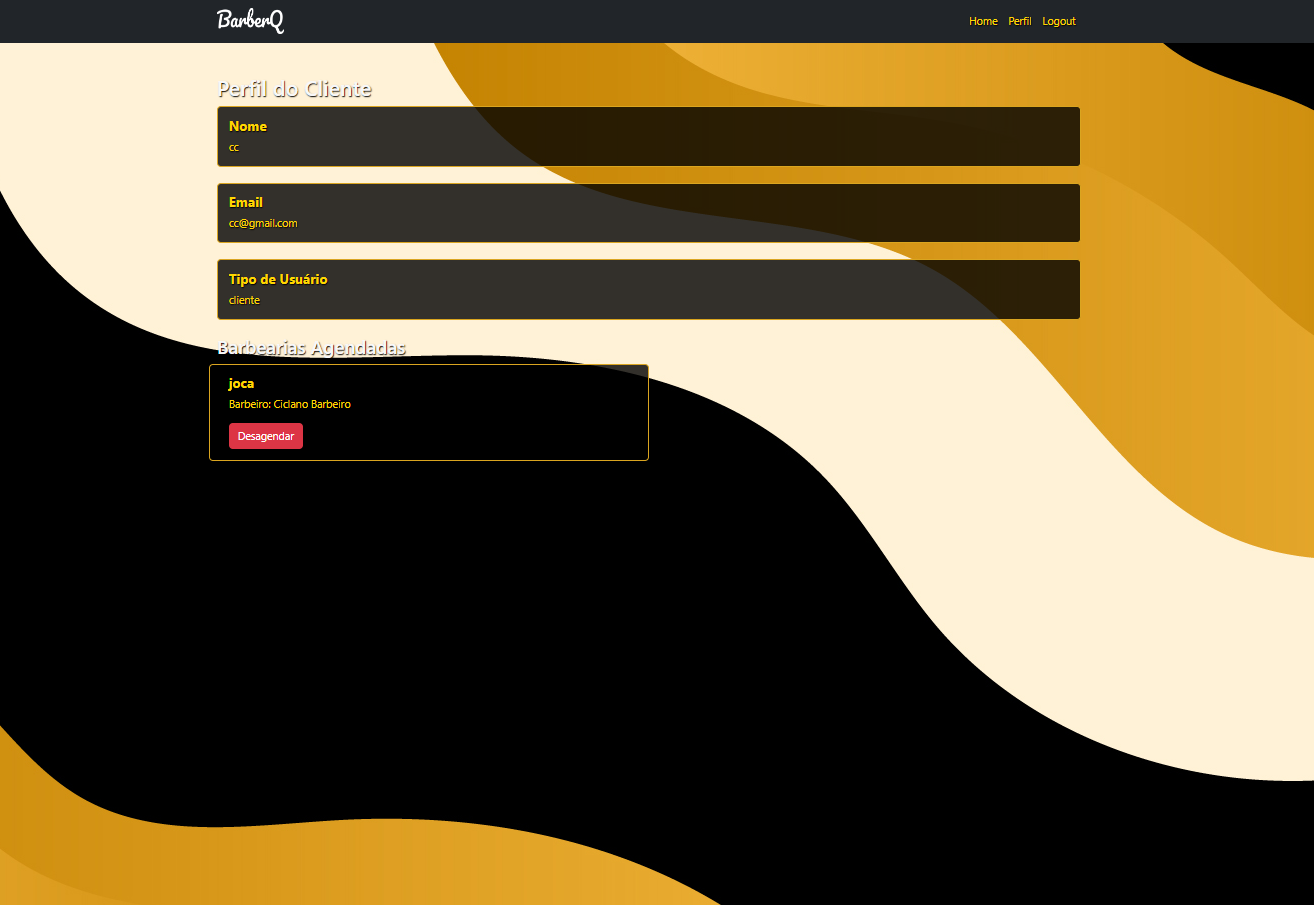 BarberQ
Home Perfil Logout
Perfil do Cliente
Nome
cc
Email
cc@gmail.com
Tipo de Usuário
cliente
Barbearias Agendadas
joca
Barbeiro: Ciclano Barbeiro
Desagendar